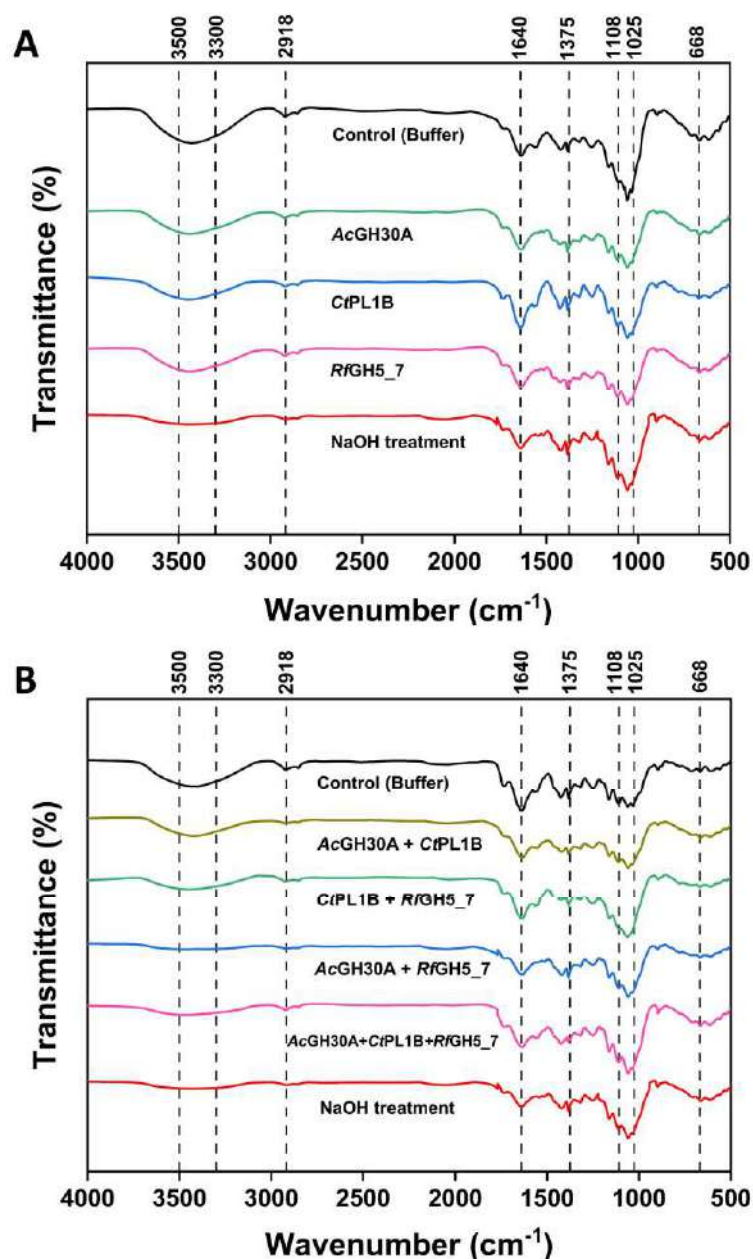 A
3500 3300 2918 1640 1375 1108 1025 668
Control (Buffer)
AcGH30A
CtPL1B
RfGH5_7
NaOH treatment
Transmittance (%)
4000 3500 3000 2500 2000 1500 1000 500
Wavenumber (cm⁻¹)
B
3500 3300 2918 1640 1375 1108 1025 668
Control (Buffer)
AcGH30A + CtPL1B
CtPL1B + RfGH5_7
AcGH30A + RfGH5_7
AcGH30A+CtPL1B+RfGH5_7
NaOH treatment
Transmittance (%)
4000 3500 3000 2500 2000 1500 1000 500
Wavenumber (cm⁻¹)